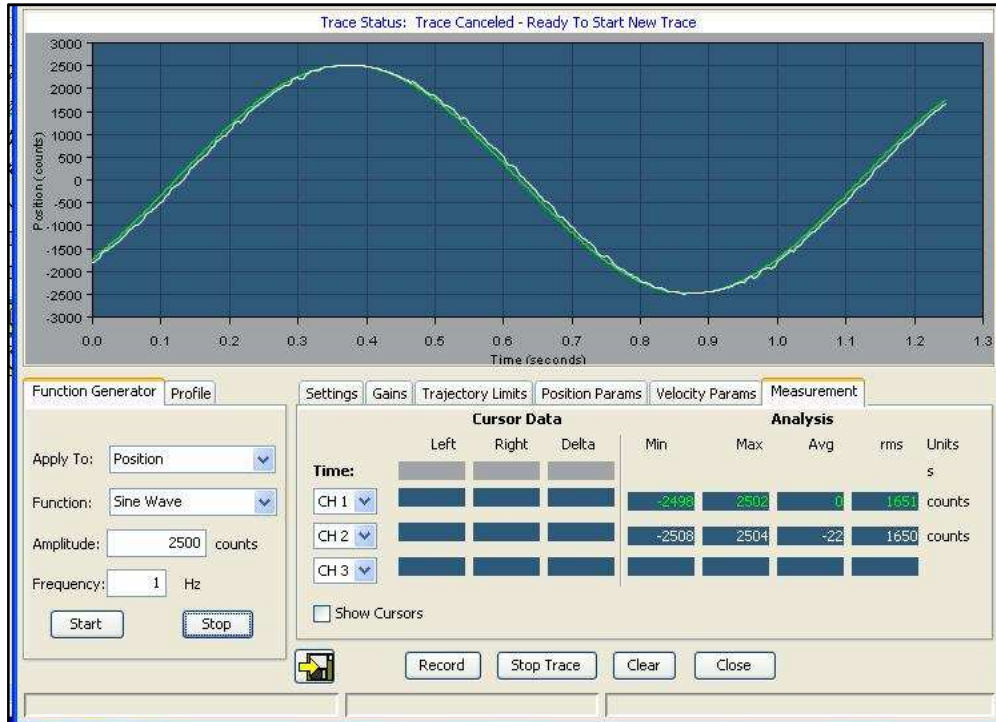 Trace Status: Trace Canceled - Ready To Start New Trace
3000
2500
2000
1500
1000
500
0
-500
-1000
-1500
-2000
-2500
-3000
Position (counts)
0.0 0.1 0.2 0.3 0.4 0.5 0.6 0.7 0.8 0.9 1.0 1.1 1.2 1.3
Time (seconds)
Function Generator Profile
Apply To: Position
Function: Sine Wave
Amplitude: 2500 counts
Frequency: 1 Hz
Start Stop
Settings Gains Trajectory Limits Position Params Velocity Params Measurement
Cursor Data Analysis
Left Right Delta Min Max Avg rms Units
Time: s
CH 1 -2498 2502 0 1651 counts
CH 2 -2508 2504 -22 1650 counts
CH 3
Show Cursors
Record Stop Trace Clear Close